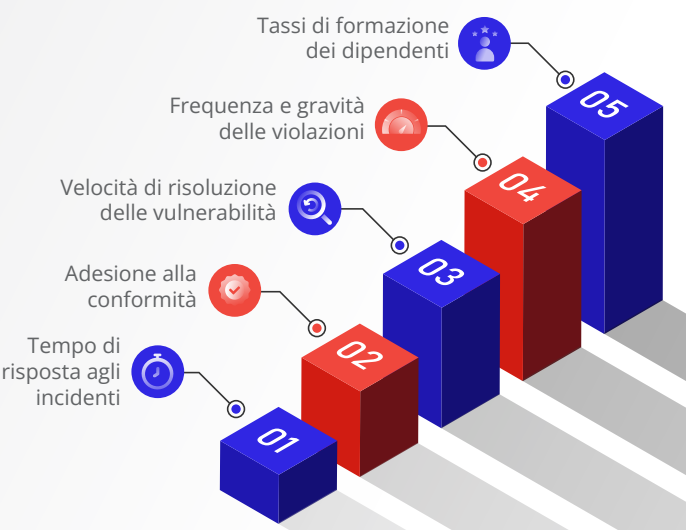 Tassi di formazione
dei dipendenti
05
Frequenza e gravità
delle violazioni
04
Velocità di risoluzione
delle vulnerabilità
03
Adesione alla
conformità
02
Tempo di
risposta agli
incidenti
01